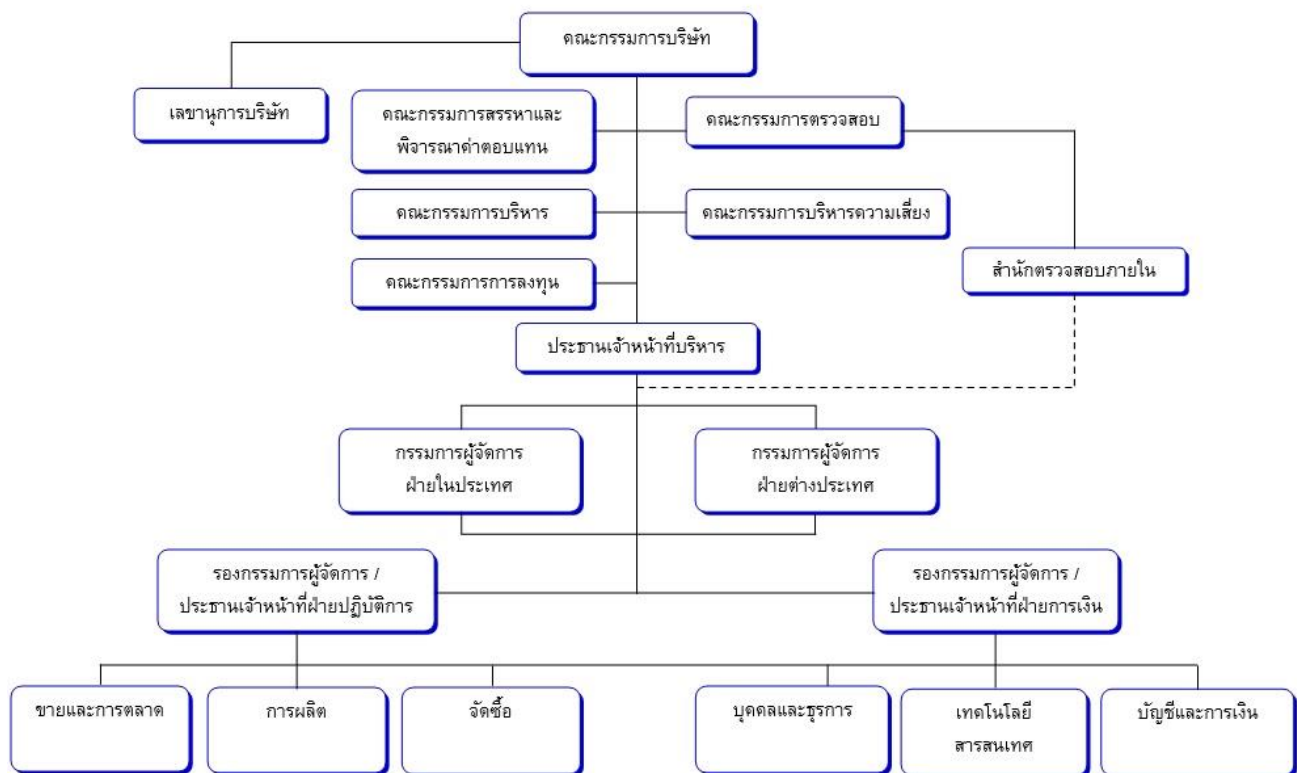 คณะกรรมการบริษัท
เลขานุการบริษัท
คณะกรรมการสรรหาและ
พิจารณาค่าตอบแทน
คณะกรรมการตรวจสอบ
คณะกรรมการบริหาร
คณะกรรมการบริหารความเสี่ยง
สำนักตรวจสอบภายใน
คณะกรรมการการลงทุน
ประธานเจ้าหน้าที่บริหาร
กรรมการผู้จัดการ
ฝ่ายในประเทศ
กรรมการผู้จัดการ
ฝ่ายต่างประเทศ
รองกรรมการผู้จัดการ /
ประธานเจ้าหน้าที่ฝ่ายปฏิบัติการ
รองกรรมการผู้จัดการ /
ประธานเจ้าหน้าที่ฝ่ายการเงิน
ขายและการตลาด
การผลิต
จัดซื้อ
บุคคลและธุรการ
เทคโนโลยี
สารสนเทศ
บัญชีและการเงิน